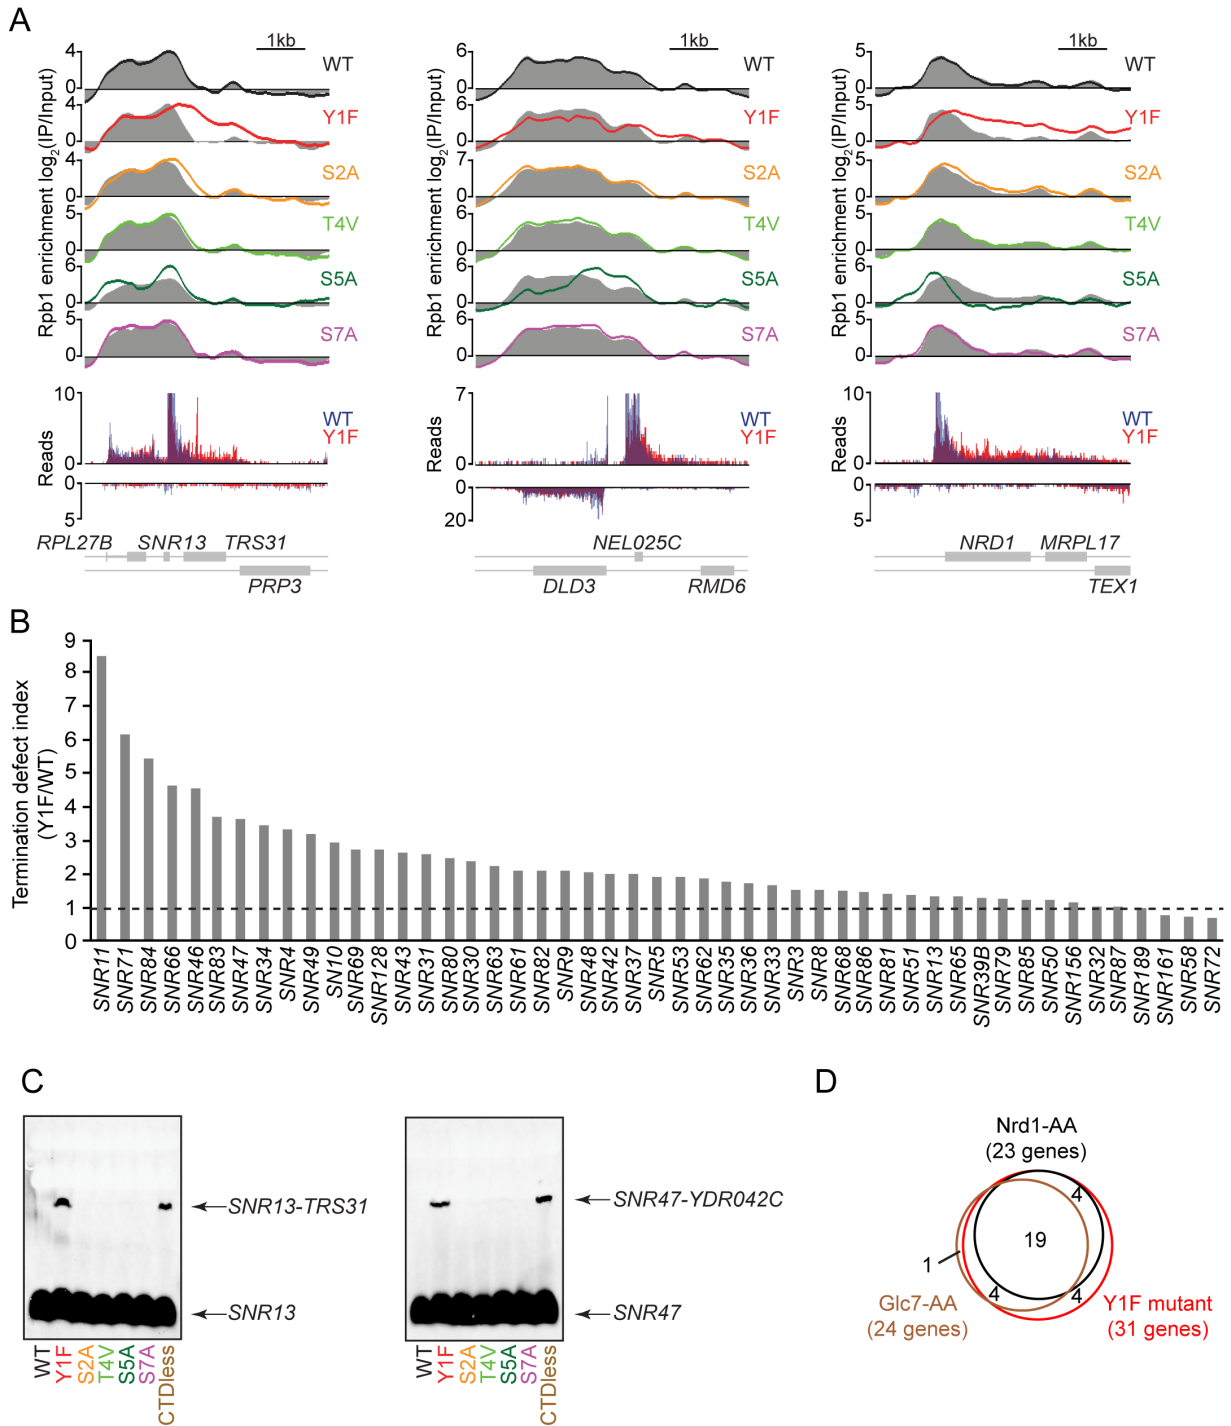 A
1kb
1kb
1kb
Rpb1 enrichment log2(IP/Input)
4
0
WT
4
0
Y1F
4
0
S2A
5
0
T4V
6
0
S5A
5
0
S7A
Reads
10
0
0
5
WT
Y1F
RPL27B SNR13 TRS31
PRP3
Rpb1 enrichment log2(IP/Input)
6
0
WT
6
0
Y1F
7
0
S2A
6
0
T4V
6
0
S5A
6
0
S7A
Reads
7
0
0
20
WT
Y1F
NEL025C
DLD3 RMD6
Rpb1 enrichment log2(IP/Input)
5
0
WT
5
0
Y1F
5
0
S2A
5
0
T4V
5
0
S5A
5
0
S7A
Reads
10
0
0
5
WT
Y1F
NRD1 MRPL17
TEX1
B
Termination defect index
(Y1F/WT)
9
8
7
6
5
4
3
2
1
0
SNR11
SNR71
SNR84
SNR66
SNR46
SNR83
SNR47
SNR34
SNR4
SNR49
SN10
SNR69
SNR128
SNR43
SNR31
SNR80
SNR30
SNR63
SNR61
SNR82
SNR9
SNR48
SNR42
SNR37
SNR5
SNR53
SNR62
SNR35
SNR36
SNR33
SNR3
SNR8
SNR68
SNR86
SNR81
SNR51
SNR13
SNR65
SNR39B
SNR79
SNR85
SNR50
SNR156
SNR32
SNR87
SNR189
SNR161
SNR58
SNR72
C
SNR13-TRS31
SNR13
WT
Y1F
S2A
T4V
S5A
S7A
CTDless
SNR47-YDR042C
SNR47
WT
Y1F
S2A
T4V
S5A
S7A
CTDless
D
Nrd1-AA
(23 genes)
4
19
1
4
4
Glc7-AA
(24 genes)
Y1F mutant
(31 genes)